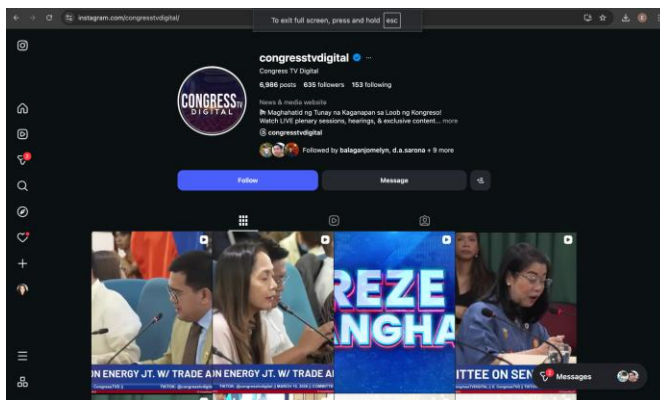 instagram.com/congresstvdigital/
To exit full screen, press and hold esc
congresstvdigital
Congress TV Digital
6,986 posts 635 followers 153 following
News & media website
Maghahatid ng Tunay na Kaganapan sa Loob ng Kongreso!
Watch LIVE plenary sessions, hearings, & exclusive content... more
congresstvdigital
Followed by balaganjomelyn, d.a.sarona + 9 more
CONGRESS TV
DIGITAL
Follow
Message
REZE
ANGHA
ON ENERGY JT. W/ TRADE A
ON ENERGY JT. W/ TRADE A
TTEE ON SEN
Messages